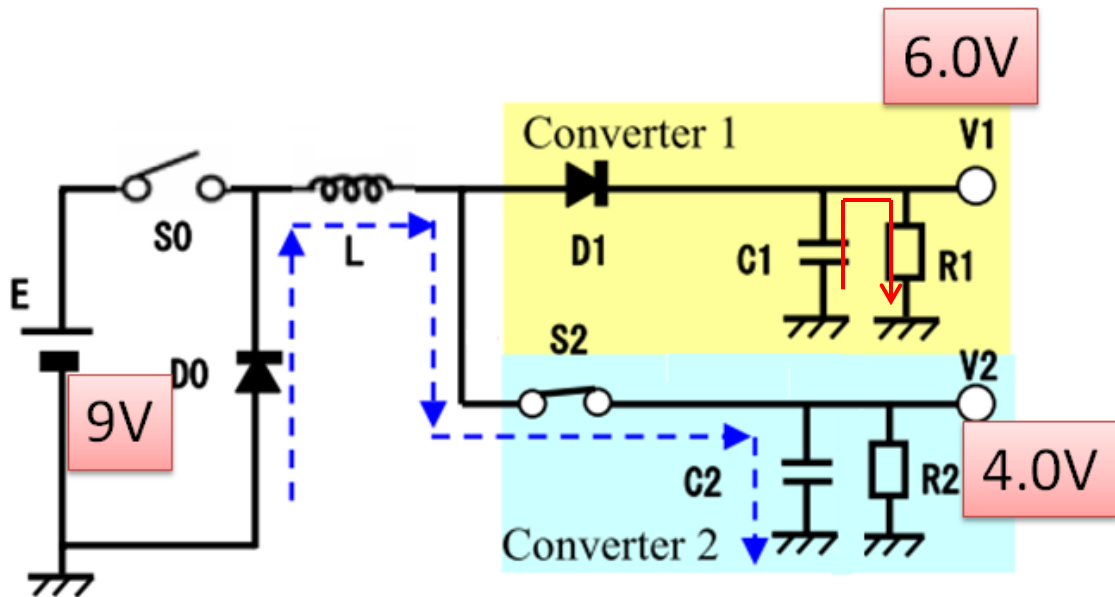 6.0V
Converter 1
V1
S0
L
D1
C1
R1
E
S2
D0
V2
9V
C2
R2
4.0V
Converter 2